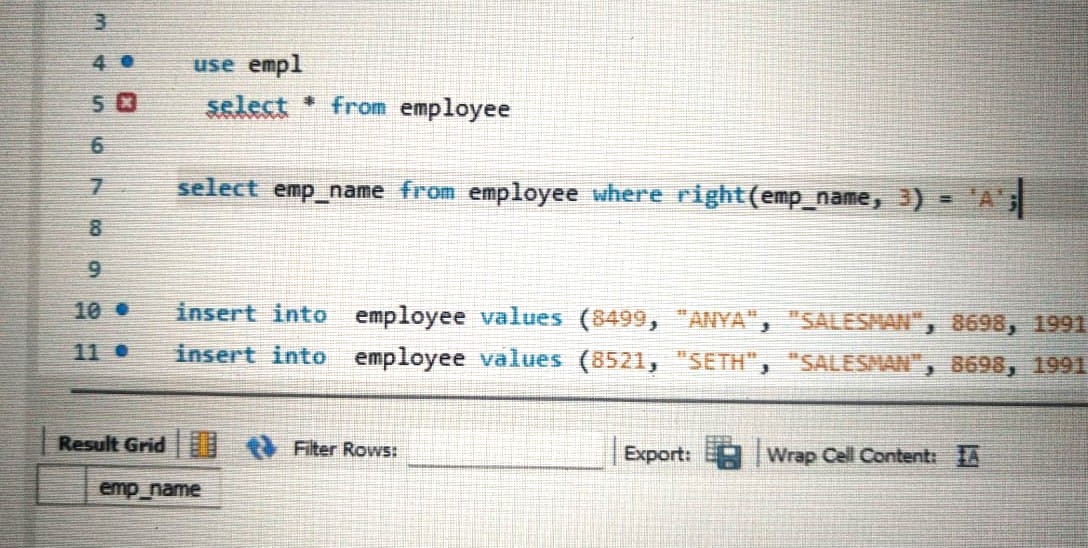 3
4 use empl
5 select * from employee
6
7 select emp_name from employee where right(emp_name, 3) = 'A';
8
9
10 insert into employee values (8499, "ANYA", "SALESMAN", 8698, 1991
11 insert into employee values (8521, "SETH", "SALESMAN", 8698, 1991
Result Grid Filter Rows: Export: Wrap Cell Content: IA
emp_name